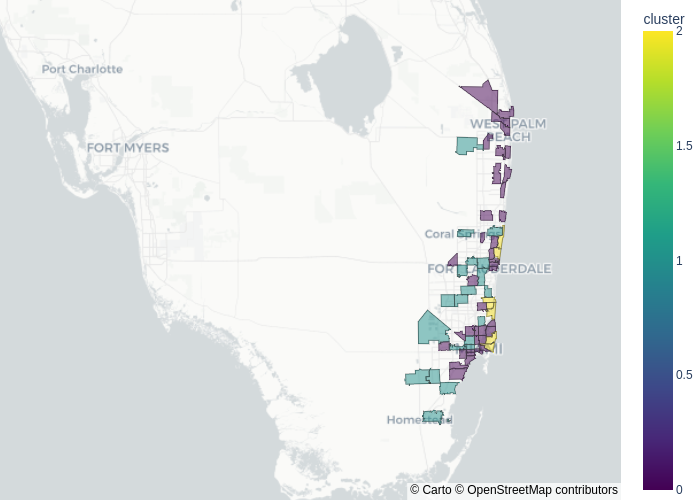 cluster
2
1.5
1
0.5
0
Port Charlotte
FORT MYERS
WEST PALM
BEACH
Coral
FORT
Homestead
© Carto © OpenStreetMap contributors